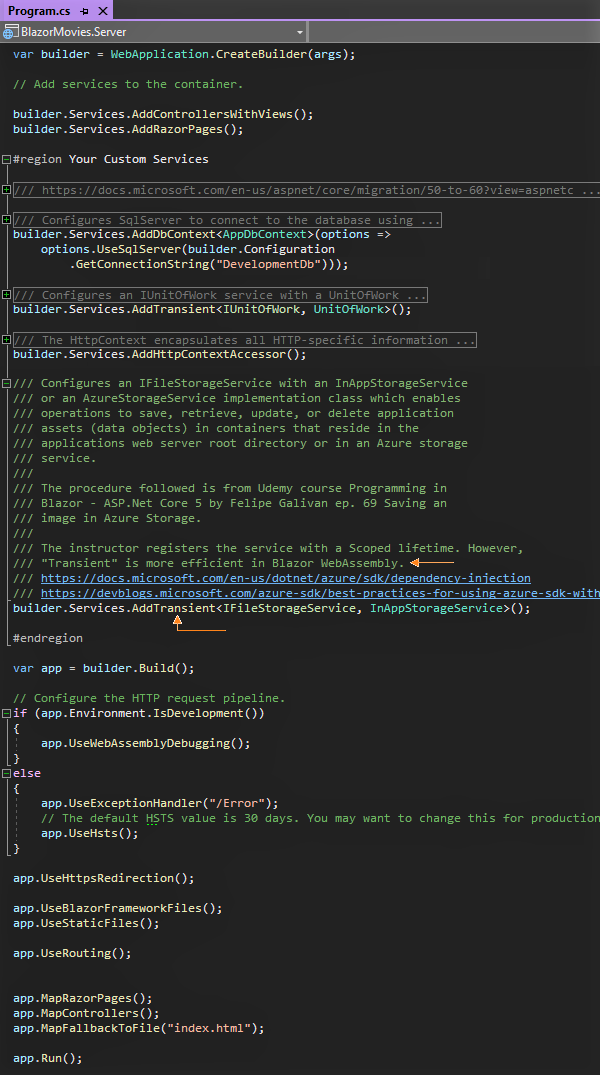 Program.cs
BlazorMovies.Server
var builder = WebApplication.CreateBuilder(args);
// Add services to the container.
builder.Services.AddControllersWithViews();
builder.Services.AddRazorPages();
#region Your Custom Services
/// https://docs.microsoft.com/en-us/aspnet/core/migration/50-to-60?view=aspnetc ...
/// Configures SqlServer to connect to the database using ...
builder.Services.AddDbContext<AppDbContext>(options =>
options.UseSqlServer(builder.Configuration
.GetConnectionString("DevelopmentDb")));
/// Configures an IUnitOfWork service with a UnitOfWork ...
builder.Services.AddTransient<IUnitOfWork, UnitOfWork>();
/// The HttpContext encapsulates all HTTP-specific information ...
builder.Services.AddHttpContextAccessor();
/// Configures an IFileStorageService with an InAppStorageService
/// or an AzureStorageService implementation class which enables
/// operations to save, retrieve, update, or delete application
/// assets (data objects) in containers that reside in the
/// applications web server root directory or in an Azure storage
/// service.
///
/// The procedure followed is from Udemy course Programming in
/// Blazor - ASP.Net Core 5 by Felipe Galivan ep. 69 Saving an
/// image in Azure Storage.
///
/// The instructor registers the service with a Scoped lifetime. However,
/// "Transient" is more efficient in Blazor WebAssembly.
/// https://docs.microsoft.com/en-us/dotnet/azure/sdk/dependency-injection
/// https://devblogs.microsoft.com/azure-sdk/best-practices-for-using-azure-sdk-with
builder.Services.AddTransient<IFileStorageService, InAppStorageService>();
#endregion
var app = builder.Build();
// Configure the HTTP request pipeline.
if (app.Environment.IsDevelopment())
{
app.UseWebAssemblyDebugging();
}
else
{
app.UseExceptionHandler("/Error");
// The default HSTS value is 30 days. You may want to change this for production
app.UseHsts();
}
app.UseHttpsRedirection();
app.UseBlazorFrameworkFiles();
app.UseStaticFiles();
app.UseRouting();
app.MapRazorPages();
app.MapControllers();
app.MapFallbackToFile("index.html");
app.Run();